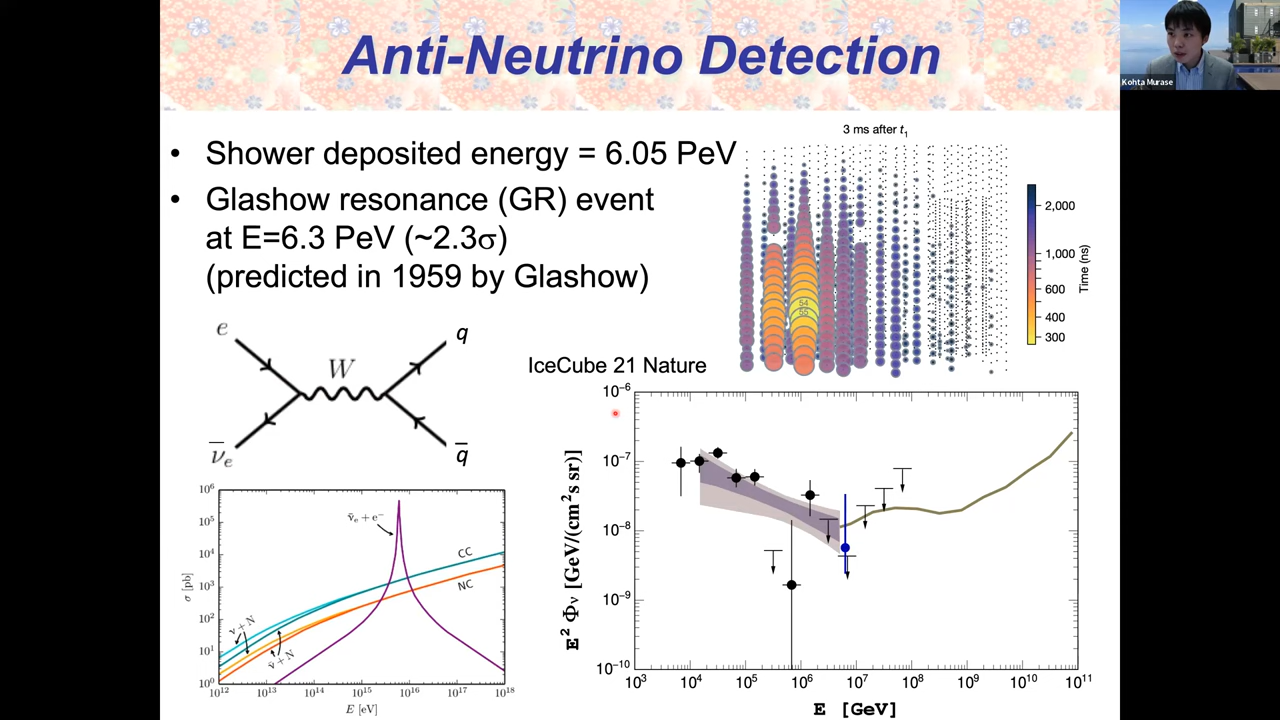 Anti-Neutrino Detection
Kohta Murase
• Shower deposited energy = 6.05 PeV
• Glashow resonance (GR) event
at E=6.3 PeV (~2.3σ)
(predicted in 1959 by Glashow)
3 ms after t₁
54
55
2,000
1,000
600
400
300
Time (ns)
e
q
W
ν̅ₑ
q̅
IceCube 21 Nature
10⁶
10⁵
10⁴
10³
10²
10¹
10⁰
σ [pb]
ν̅ₑ + e⁻
CC
NC
ν + N
ν̅ + N
10¹²
10¹³
10¹⁴
10¹⁵
10¹⁶
10¹⁷
10¹⁸
E [eV]
10⁻⁶
10⁻⁷
10⁻⁸
10⁻⁹
10⁻¹⁰
E² Φν [GeV/(cm² s sr)]
10³
10⁴
10⁵
10⁶
10⁷
10⁸
10⁹
10¹⁰
10¹¹
E [GeV]